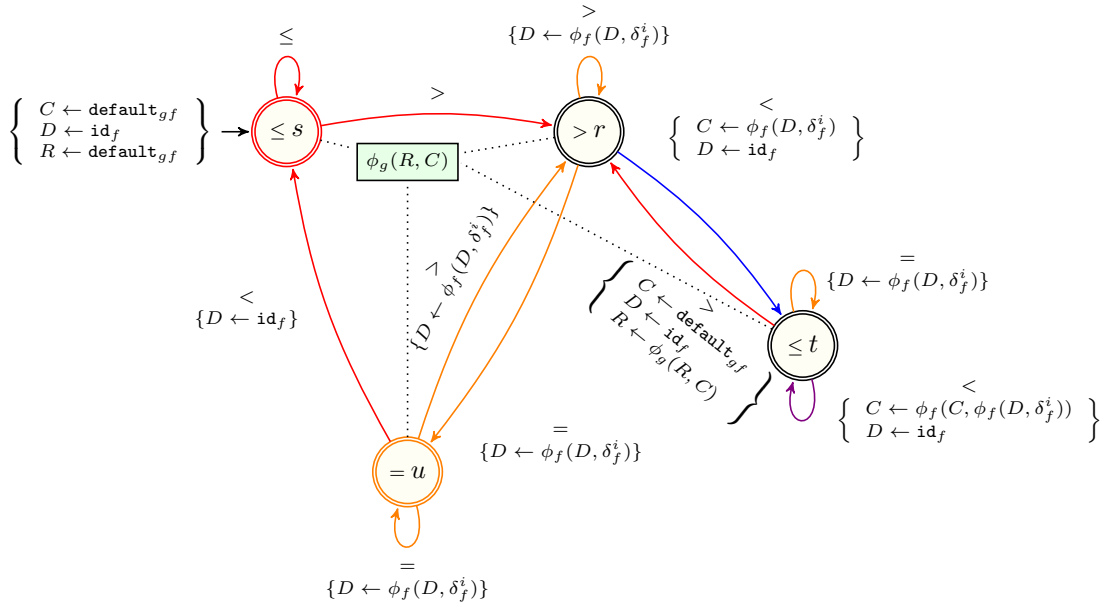 ≤
>
{D ← ϕ_f(D, δ_f^i)}
C ← default_gf
D ← id_f
R ← default_gf
≤ s
>
> r
<
C ← ϕ_f(D, δ_f^i)
D ← id_f
ϕ_g(R, C)
>
{D ← ϕ_f(D, δ_f^i)}
>
C ← default_gf
D ← id_f
R ← ϕ_g(R, C)
=
{D ← ϕ_f(D, δ_f^i)}
<
{D ← id_f}
≤ t
<
C ← ϕ_f(C, ϕ_f(D, δ_f^i))
D ← id_f
=
{D ← ϕ_f(D, δ_f^i)}
= u
=
{D ← ϕ_f(D, δ_f^i)}